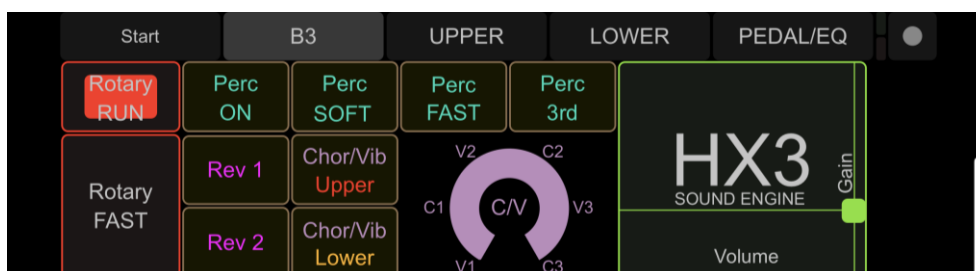 Start
B3
UPPER
LOWER
PEDAL/EQ
Rotary
RUN
Perc
ON
Perc
SOFT
Perc
FAST
Perc
3rd
Rotary
FAST
Rev 1
Chor/Vib
Upper
Rev 2
Chor/Vib
Lower
V2
C2
C1
C/V
V3
V1
C3
HX3
SOUND ENGINE
Gain
Volume